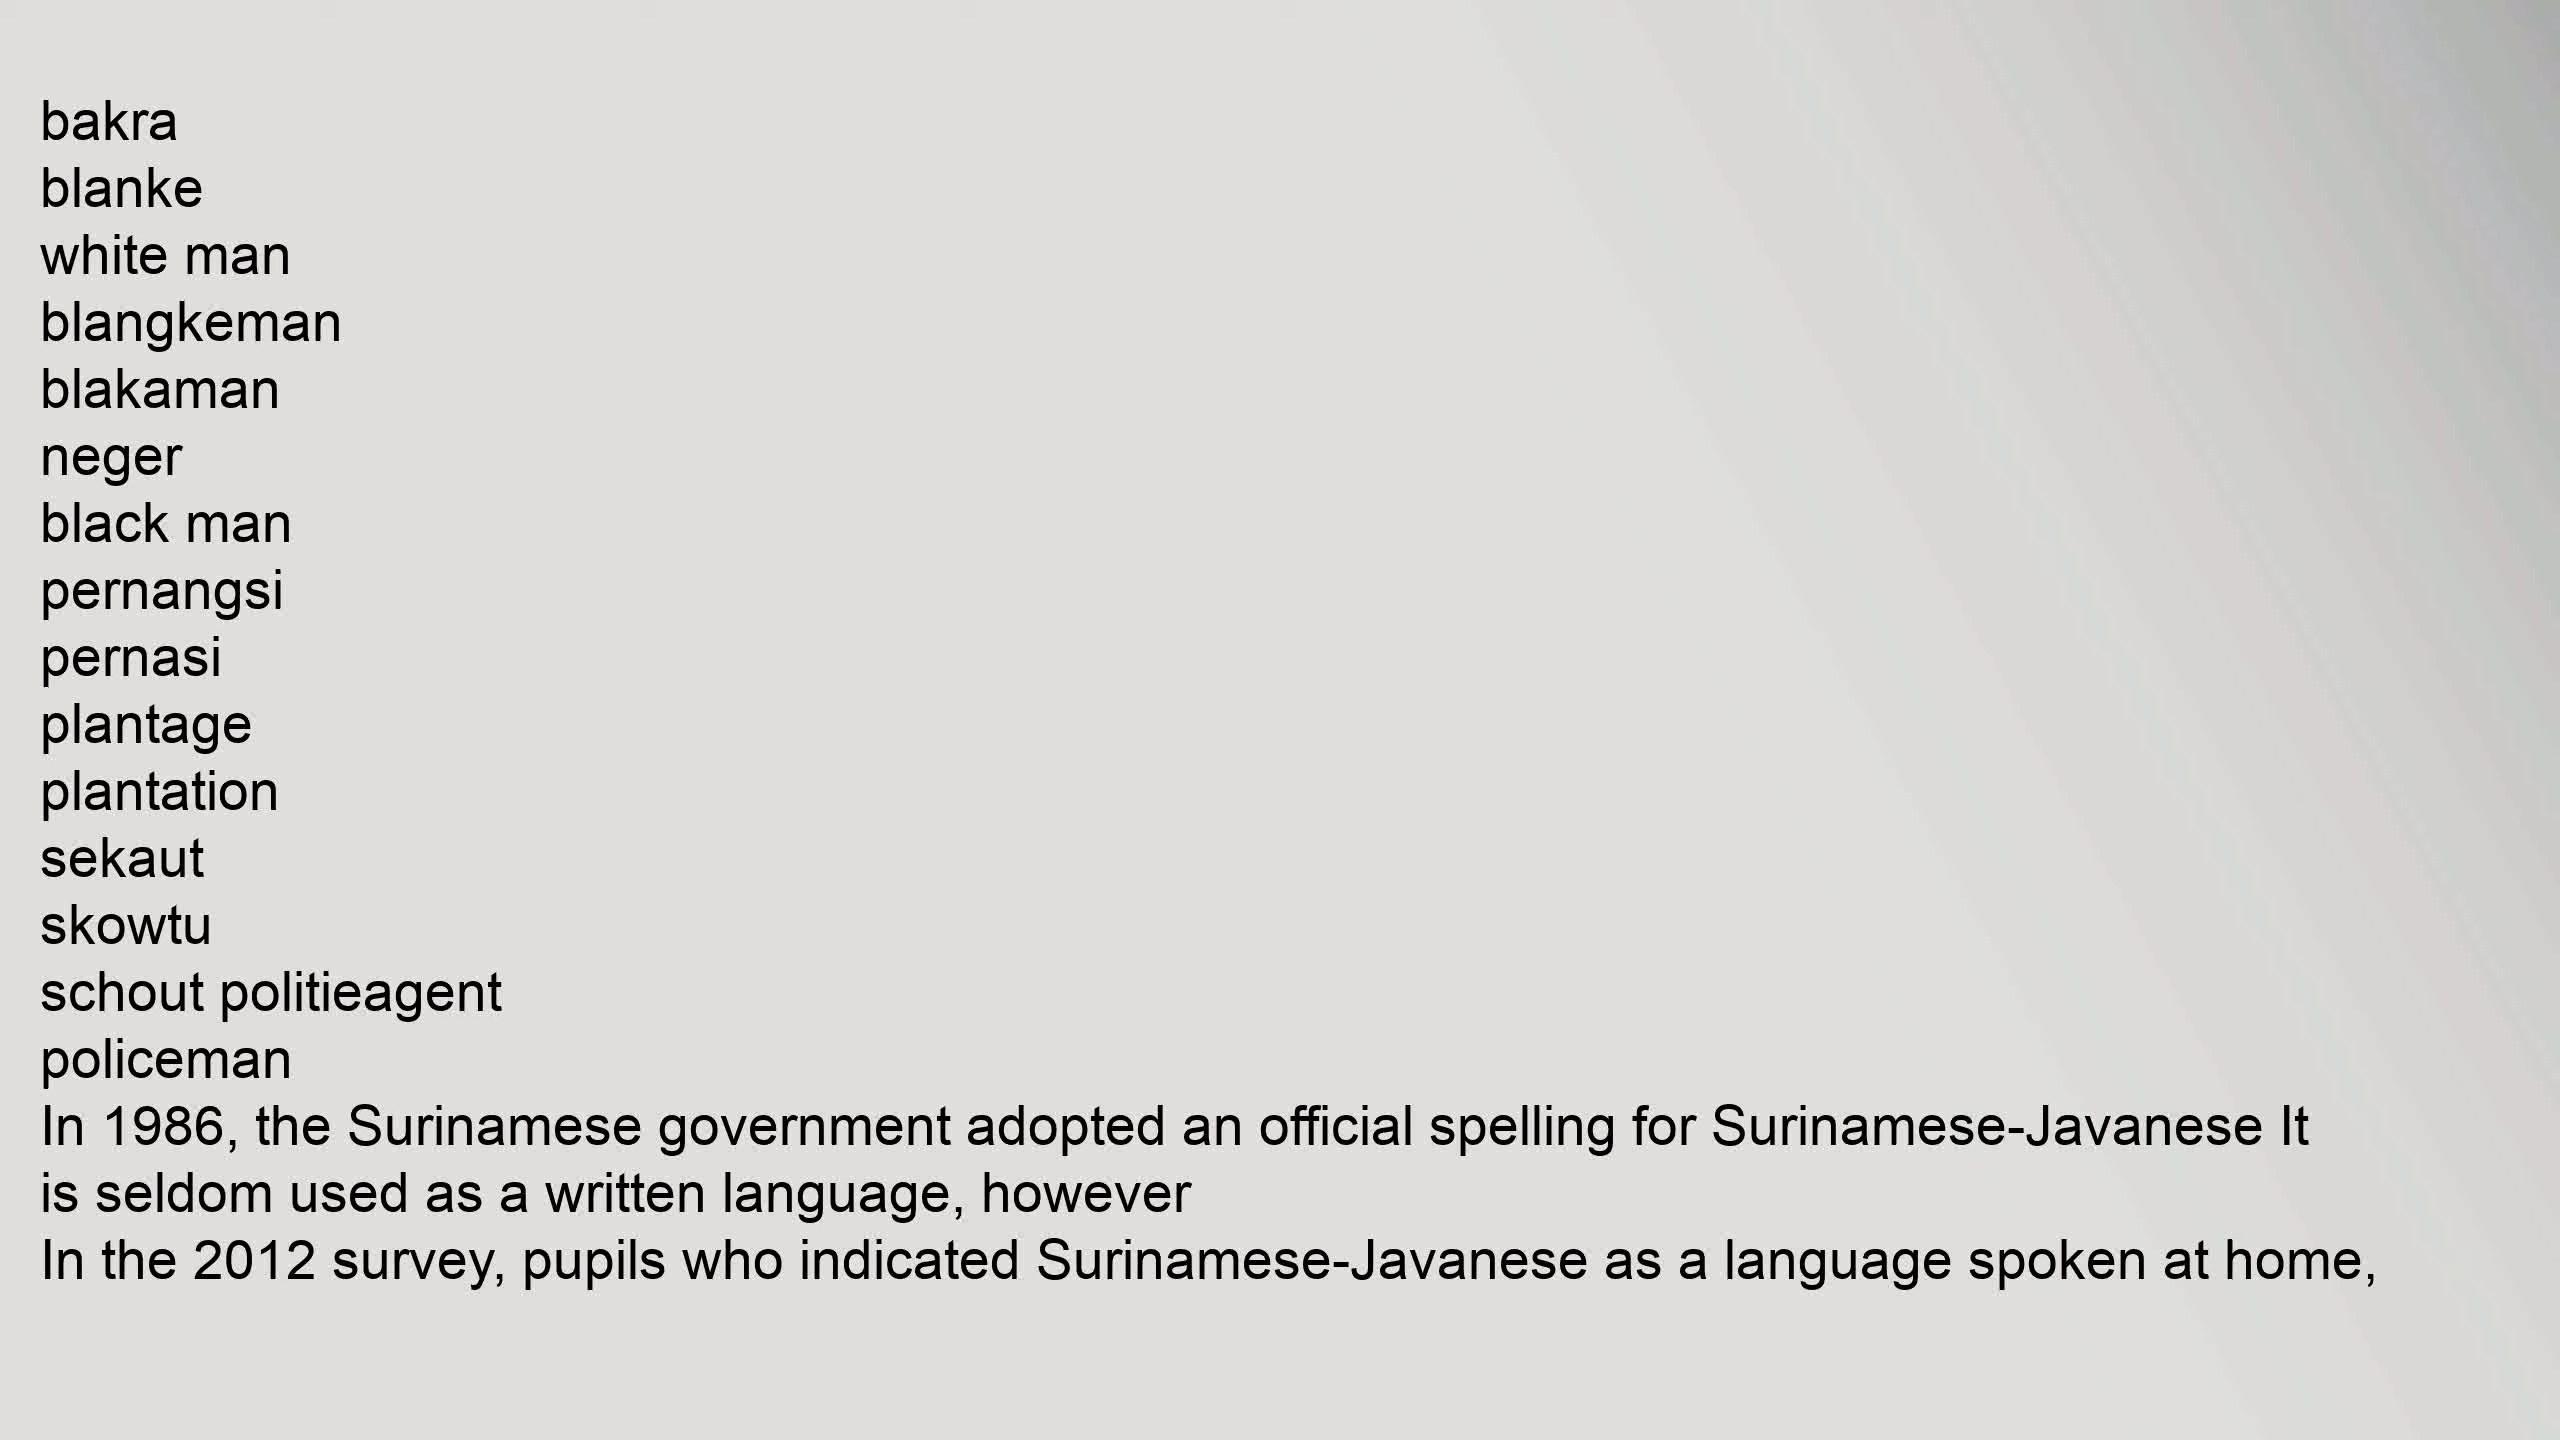 bakra
blanke
white man
blangkeman
blakaman
neger
black man
pernangsi
pernasi
plantage
plantation
sekaut
skowtu
schout politieagent
policeman
In 1986, the Surinamese government adopted an official spelling for Surinamese-Javanese It
is seldom used as a written language, however
In the 2012 survey, pupils who indicated Surinamese-Javanese as a language spoken at home,